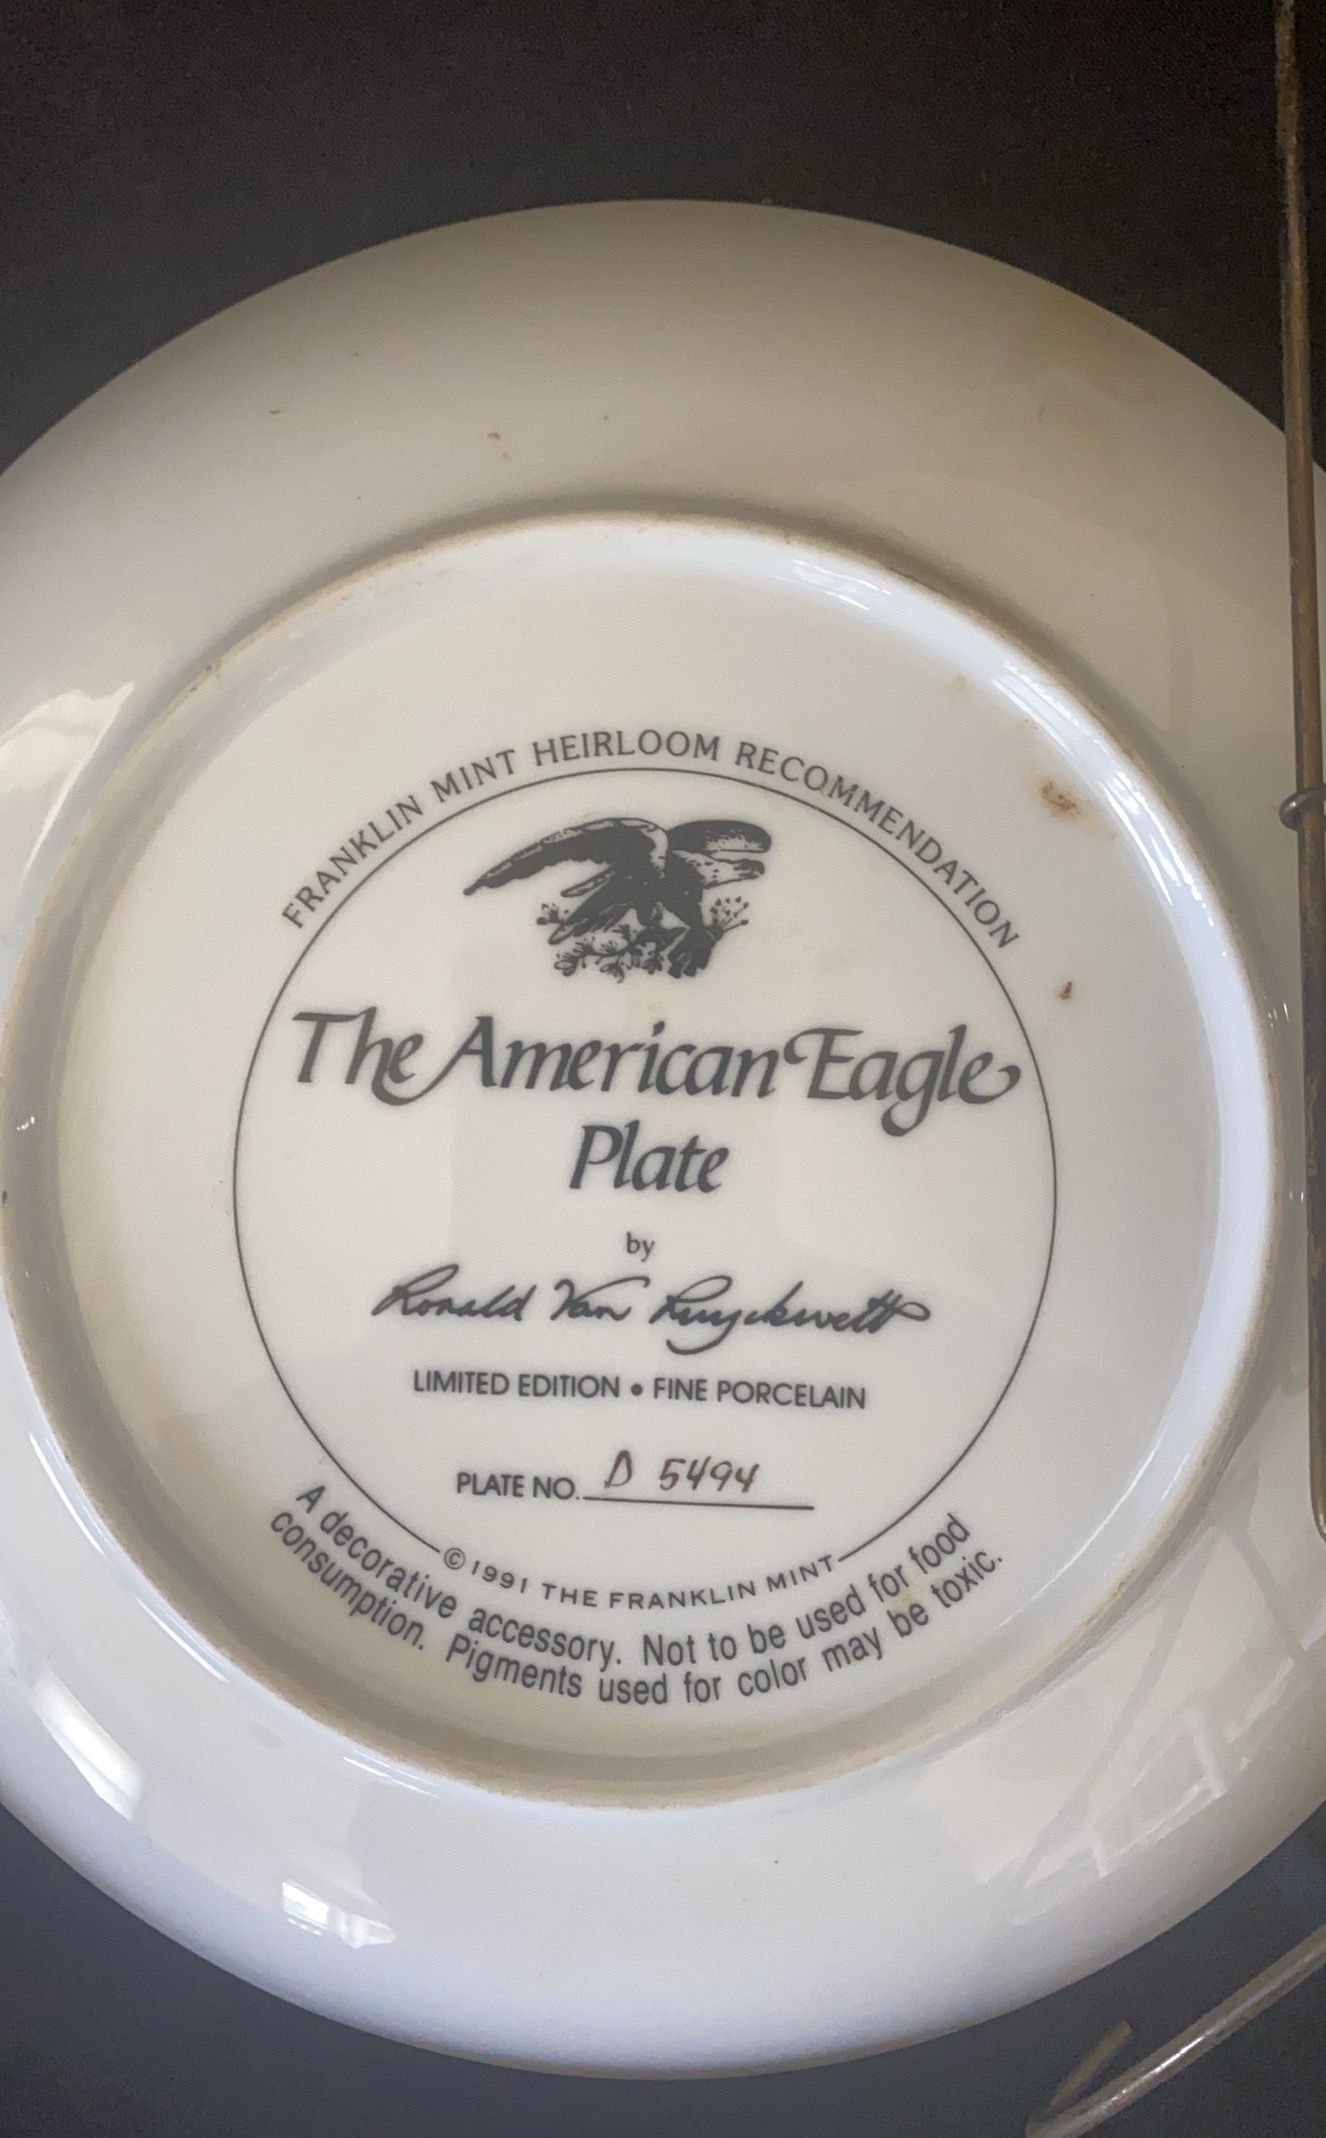 FRANKLIN MINT HEIRLOOM RECOMMENDATION
The American Eagle
Plate
by
Ronald Van Ruyckevelt
LIMITED EDITION • FINE PORCELAIN
PLATE NO. D 5494
© 1991 THE FRANKLIN MINT
A decorative accessory. Not to be used for food
consumption. Pigments used for color may be toxic.